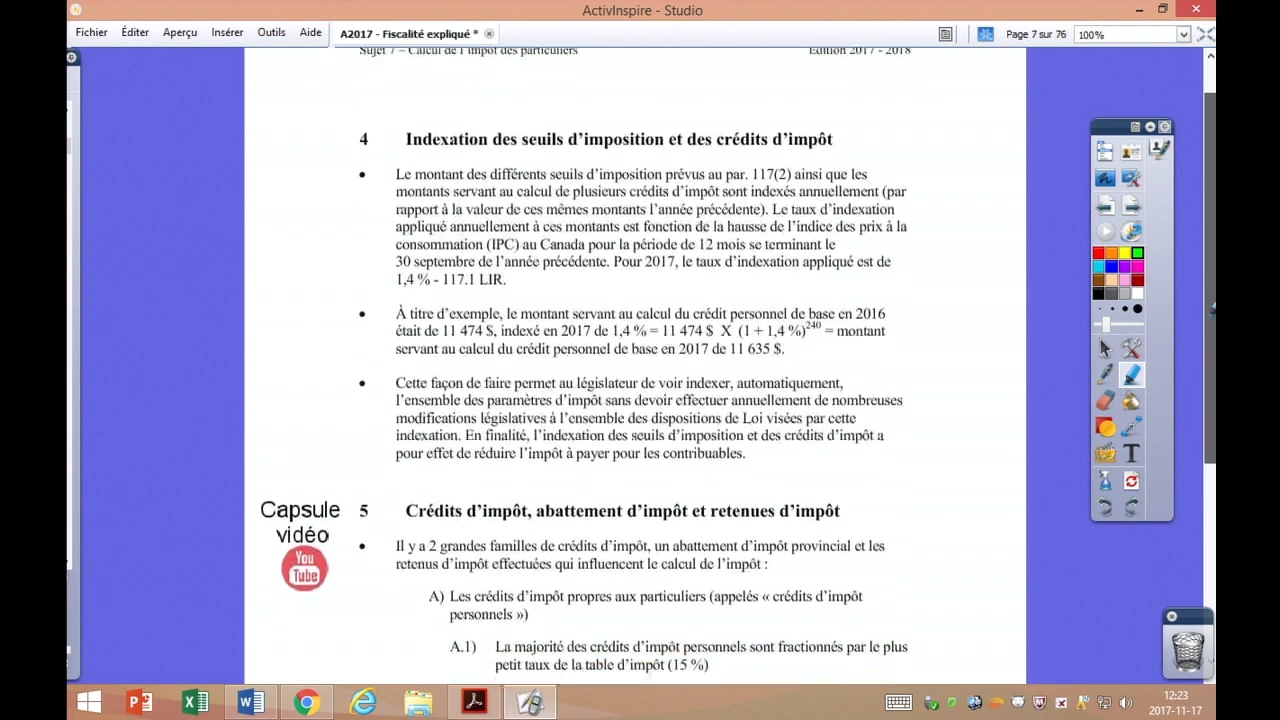 ActivInspire - Studio
Fichier Éditer Aperçu Insérer Outils Aide A2017 - Fiscalité expliqué * Page 7 sur 76 100%
Sujet 7 – Calcul de l'impôt des particuliers Édition 2017 - 2018
4 Indexation des seuils d'imposition et des crédits d'impôt
• Le montant des différents seuils d'imposition prévus au par. 117(2) ainsi que les
montants servant au calcul de plusieurs crédits d'impôt sont indexés annuellement (par
rapport à la valeur de ces mêmes montants l'année précédente). Le taux d'indexation
appliqué annuellement à ces montants est fonction de la hausse de l'indice des prix à la
consommation (IPC) au Canada pour la période de 12 mois se terminant le
30 septembre de l'année précédente. Pour 2017, le taux d'indexation appliqué est de
1,4 % - 117.1 LIR.
• À titre d'exemple, le montant servant au calcul du crédit personnel de base en 2016
était de 11 474 $, indexé en 2017 de 1,4 % = 11 474 $ X (1 + 1,4 %)240 = montant
servant au calcul du crédit personnel de base en 2017 de 11 635 $.
• Cette façon de faire permet au législateur de voir indexer, automatiquement,
l'ensemble des paramètres d'impôt sans devoir effectuer annuellement de nombreuses
modifications législatives à l'ensemble des dispositions de Loi visées par cette
indexation. En finalité, l'indexation des seuils d'imposition et des crédits d'impôt a
pour effet de réduire l'impôt à payer pour les contribuables.
Capsule
vidéo
You
Tube
5 Crédits d'impôt, abattement d'impôt et retenues d'impôt
• Il y a 2 grandes familles de crédits d'impôt, un abattement d'impôt provincial et les
retenus d'impôt effectuées qui influencent le calcul de l'impôt :
A) Les crédits d'impôt propres aux particuliers (appelés « crédits d'impôt
personnels »)
A.1) La majorité des crédits d'impôt personnels sont fractionnés par le plus
petit taux de la table d'impôt (15 %)
12:23
2017-11-17